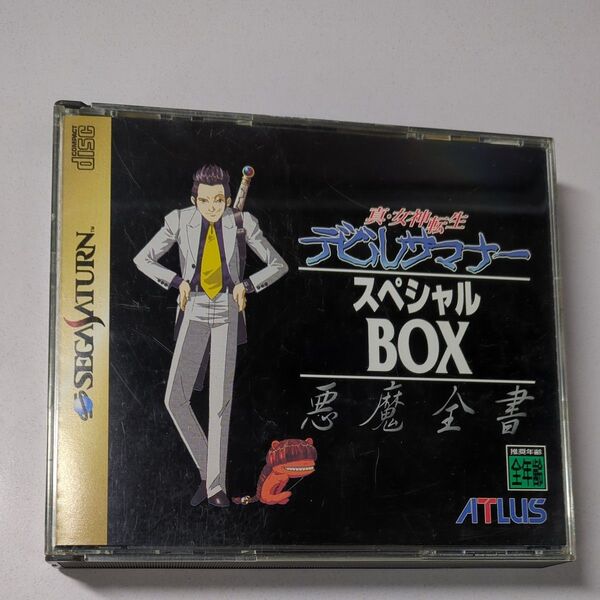 COMPACT
disc
SEGA SATURN™
真・女神転生
デビルサマナー
スペシャル
BOX
悪魔全書
推奨年齢
全年齢
ATLUS